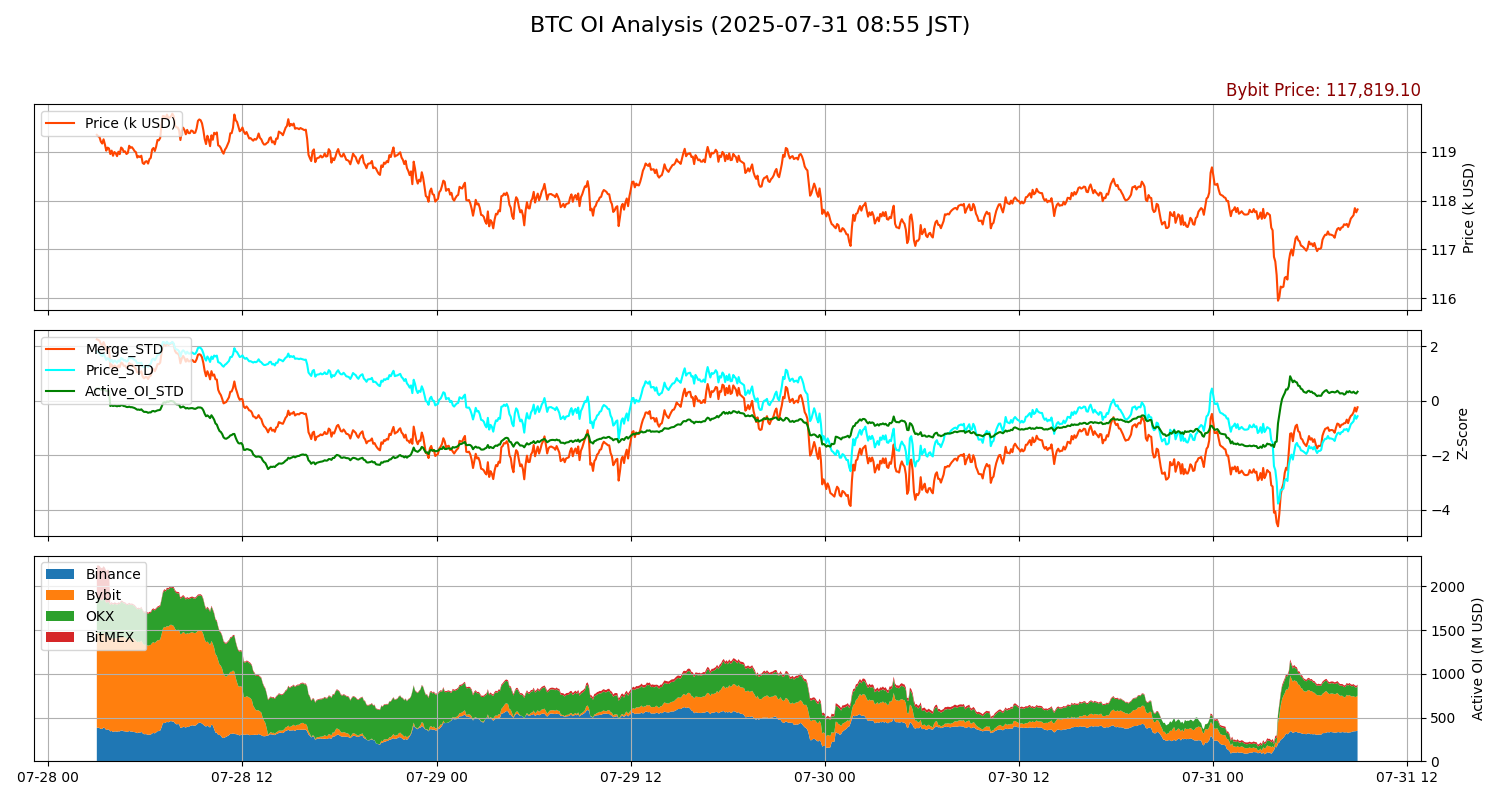 BTC OI Analysis (2025-07-31 08:55 JST)
Bybit Price: 117,819.10
Price (k USD)
119
118
117
116
Price (k USD)
Merge_STD
Price_STD
Active_OI_STD
2
0
−2
−4
Z-Score
Binance
Bybit
OKX
BitMEX
2000
1500
1000
500
0
Active OI (M USD)
07-28 00
07-28 12
07-29 00
07-29 12
07-30 00
07-30 12
07-31 00
07-31 12